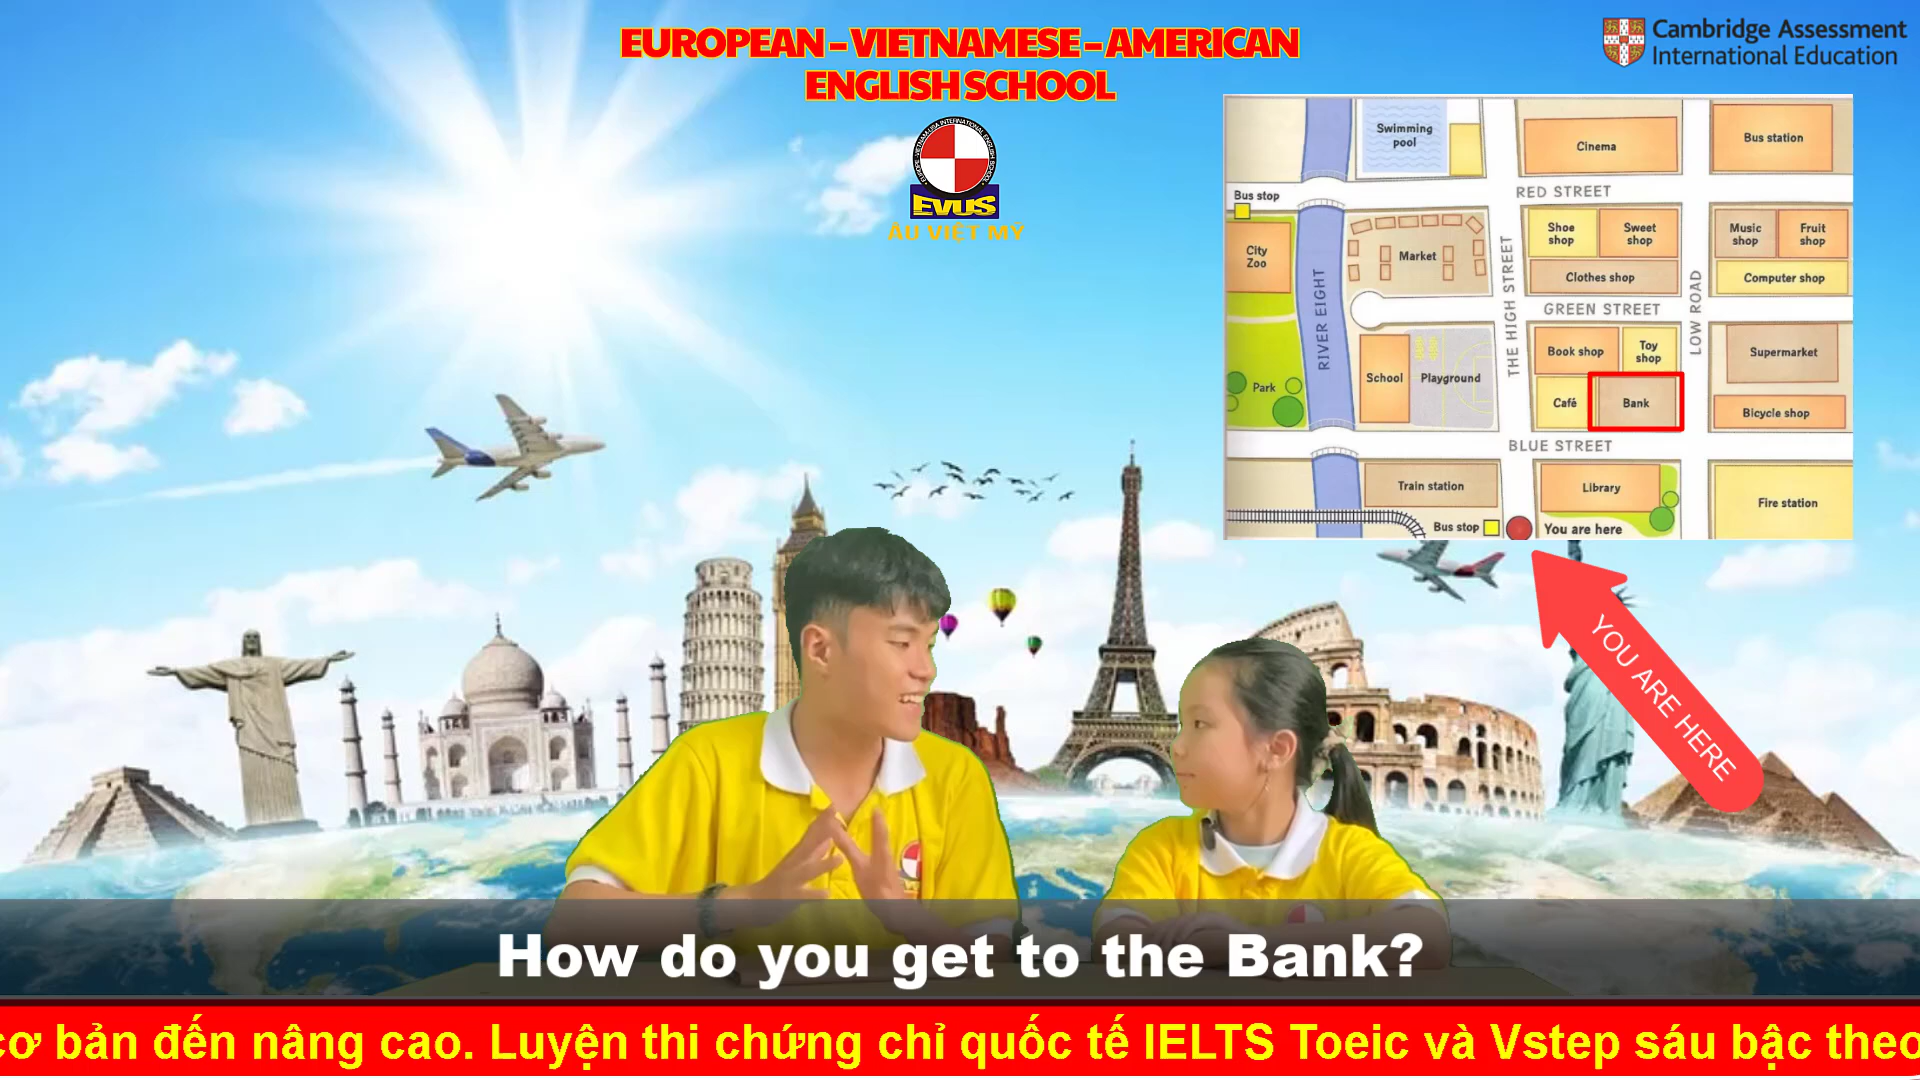 EUROPEAN - VIETNAMESE - AMERICAN
ENGLISH SCHOOL
Cambridge Assessment
International Education
EVUS
ÂU VIỆT MỸ
Swimming
pool
Cinema
Bus station
RED STREET
Bus stop
City
Zoo
Market
Shoe
shop
Sweet
shop
Music
shop
Fruit
shop
Clothes shop
Computer shop
RIVER EIGHT
THE HIGH STREET
GREEN STREET
LOW ROAD
Book shop
Toy
shop
Supermarket
Park
School
Playground
Café
Bank
Bicycle shop
BLUE STREET
Train station
Library
Fire station
Bus stop
You are here
YOU ARE HERE
How do you get to the Bank?
cơ bản đến nâng cao. Luyện thi chứng chỉ quốc tế IELTS Toeic và Vstep sáu bậc theo